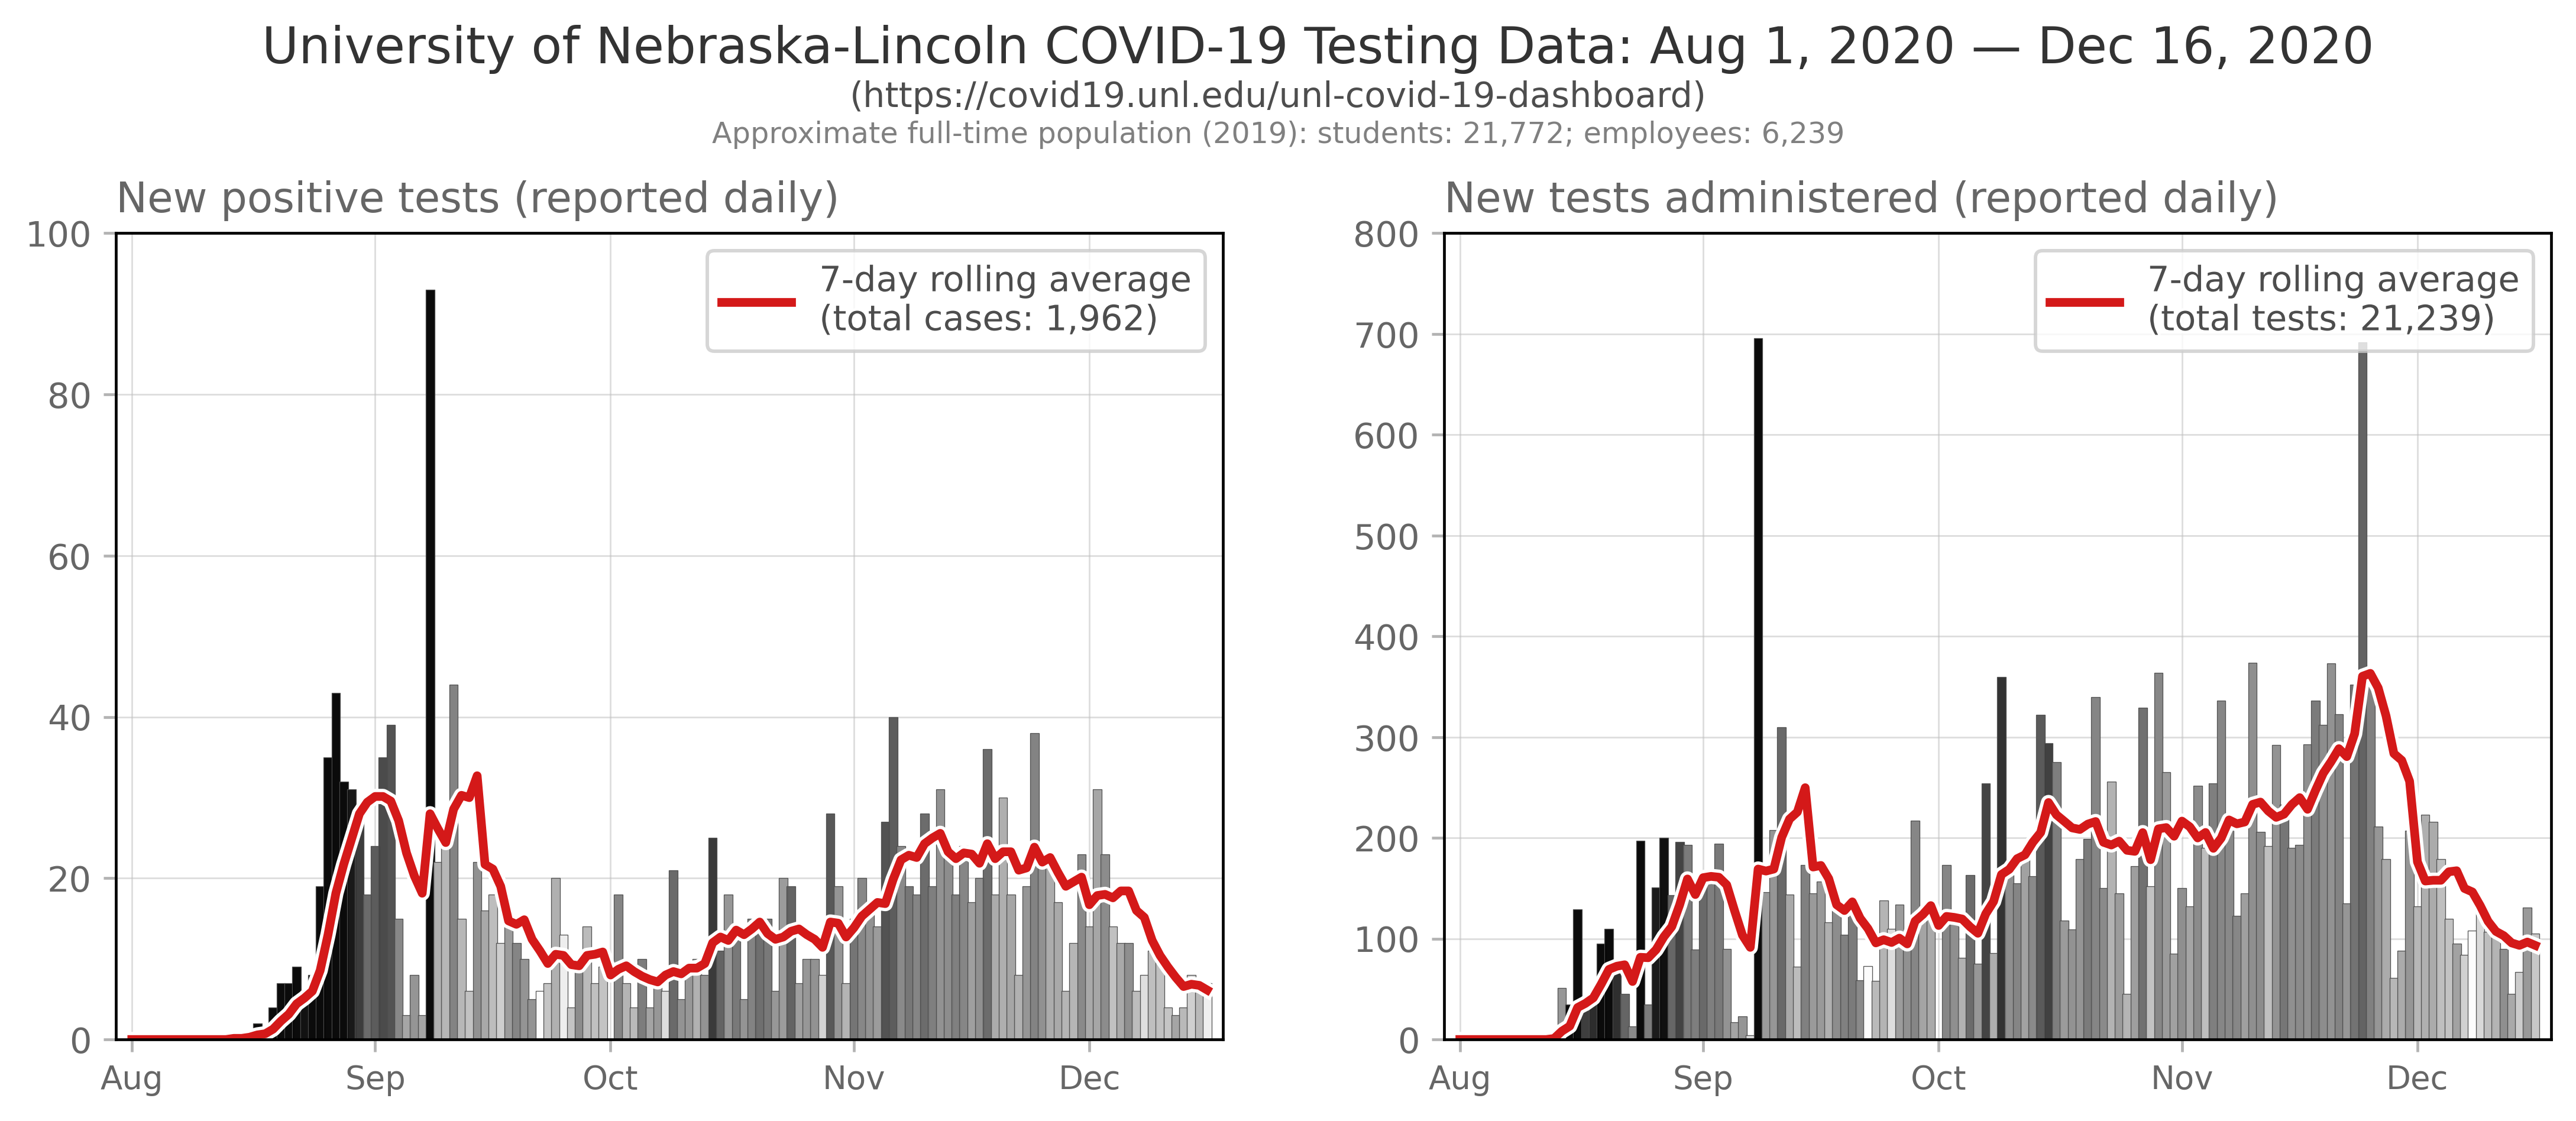 University of Nebraska-Lincoln COVID-19 Testing Data: Aug 1, 2020 — Dec 16, 2020
(https://covid19.unl.edu/unl-covid-19-dashboard)
Approximate full-time population (2019): students: 21,772; employees: 6,239
New positive tests (reported daily)
100
80
60
40
20
0
7-day rolling average
(total cases: 1,962)
Aug Sep Oct Nov Dec
New tests administered (reported daily)
800
700
600
500
400
300
200
100
0
7-day rolling average
(total tests: 21,239)
Aug Sep Oct Nov Dec